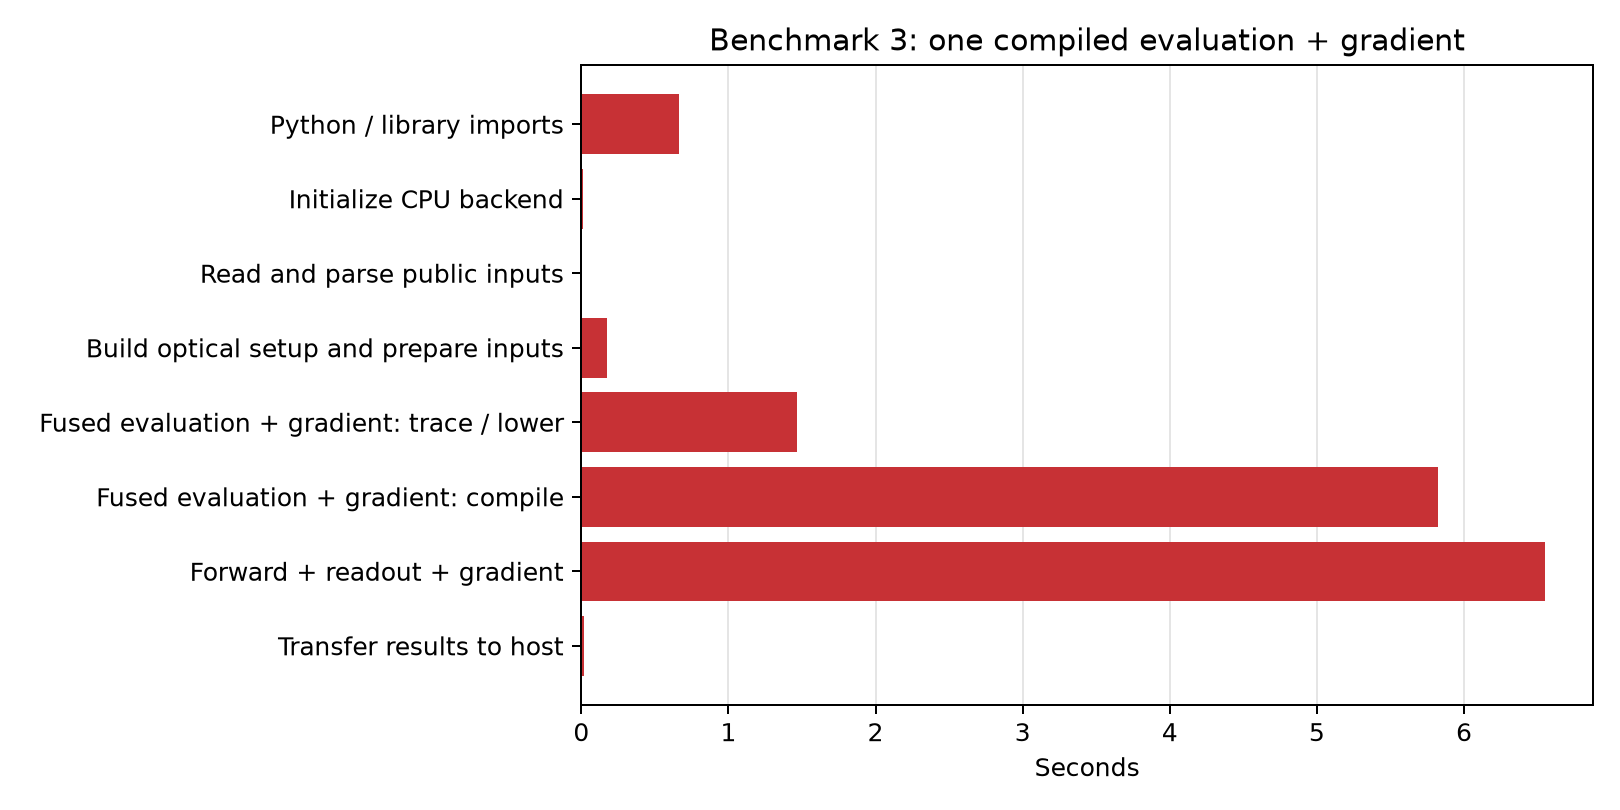 Benchmark 3: one compiled evaluation + gradient
Python / library imports
Initialize CPU backend
Read and parse public inputs
Build optical setup and prepare inputs
Fused evaluation + gradient: trace / lower
Fused evaluation + gradient: compile
Forward + readout + gradient
Transfer results to host
0 1 2 3 4 5 6
Seconds